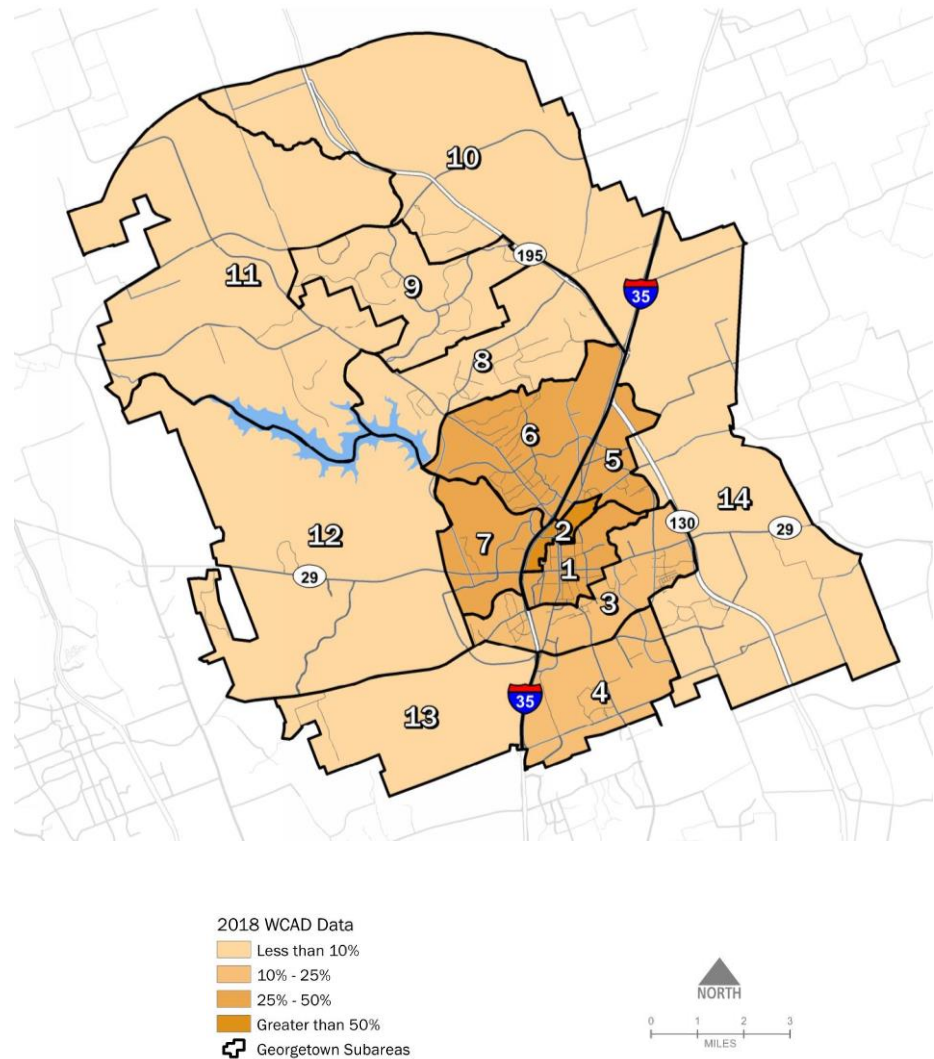 10
195
11
35
9
8
6
5
14
130
29
2
12
7
1
29
3
4
35
13
2018 WCAD Data
Less than 10%
10% - 25%
25% - 50%
Greater than 50%
Georgetown Subareas
NORTH
0 1 2 3
MILES